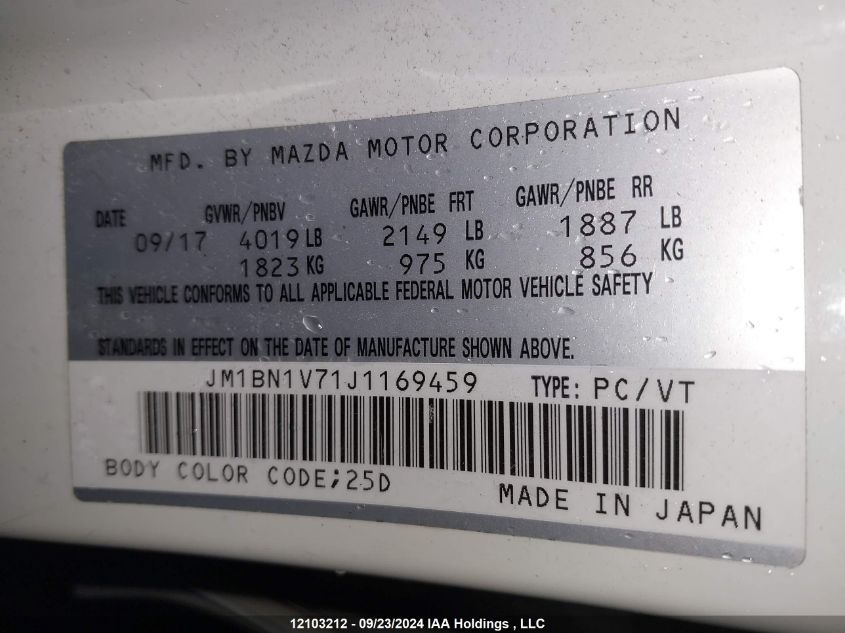 MFD. BY MAZDA MOTOR CORPORATION
DATE GVWR/PNBV GAWR/PNBE FRT GAWR/PNBE RR
09/17 4019 LB 2149 LB 1887 LB
1823 KG 975 KG 856 KG
THIS VEHICLE CONFORMS TO ALL APPLICABLE FEDERAL MOTOR VEHICLE SAFETY
STANDARDS IN EFFECT ON THE DATE OF MANUFACTURE SHOWN ABOVE.
JM1BN1V71J1169459 TYPE: PC/VT
BODY COLOR CODE;25D MADE IN JAPAN
12103212 - 09/23/2024 IAA Holdings , LLC